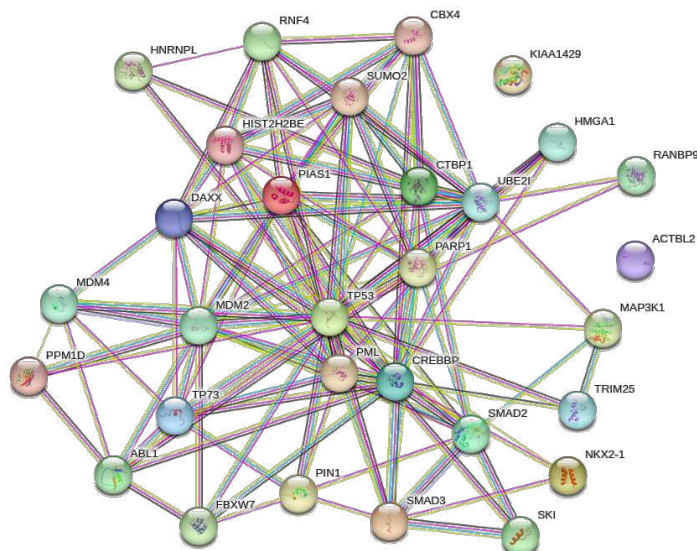 RNF4
CBX4
HNRNPL
KIAA1429
SUMO2
HIST2H2BE
HMGA1
CTBP1
RANBP9
PIAS1
UBE2I
DAXX
PARP1
ACTBL2
MDM4
MDM2
TP53
MAP3K1
PPM1D
PML
CREBBP
TP73
TRIM25
SMAD2
ABL1
NKX2-1
PIN1
FBXW7
SMAD3
SKI